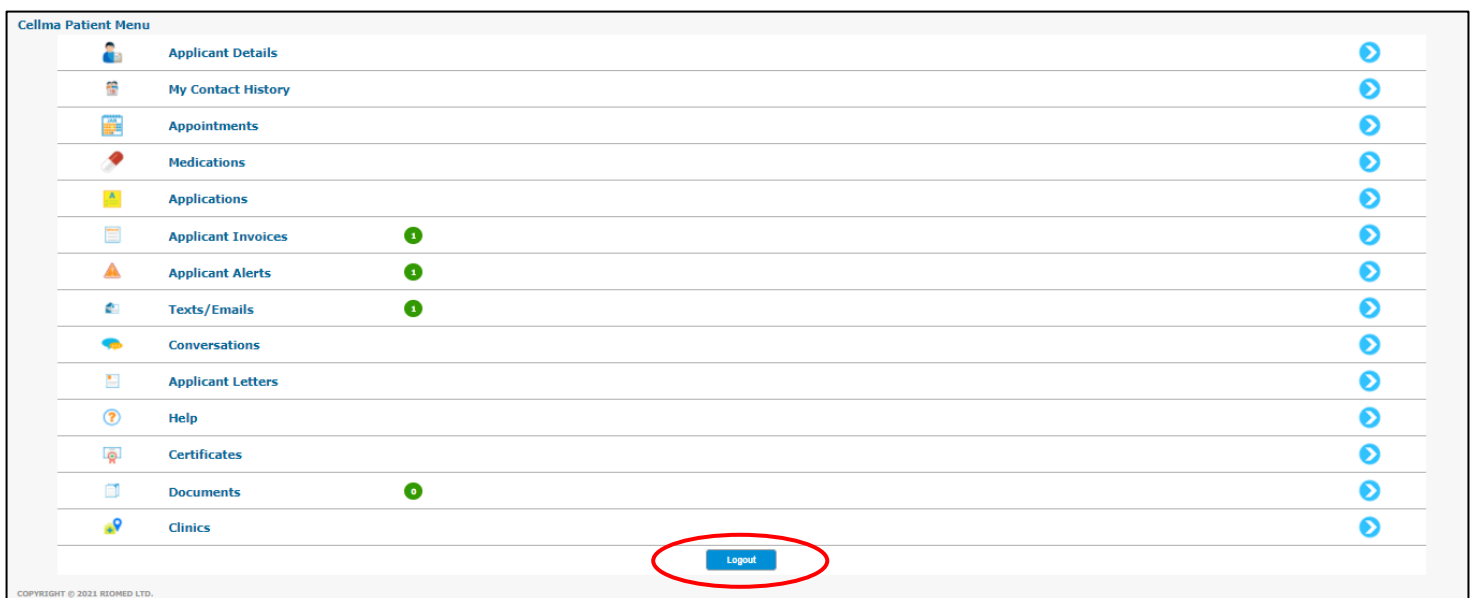 Cellma Patient Menu
Applicant Details
My Contact History
Appointments
Medications
Applications
Applicant Invoices 1
Applicant Alerts 1
Texts/Emails 1
Conversations
Applicant Letters
Help
Certificates
Documents 0
Clinics
Logout
COPYRIGHT © 2021 RIOMED LTD.